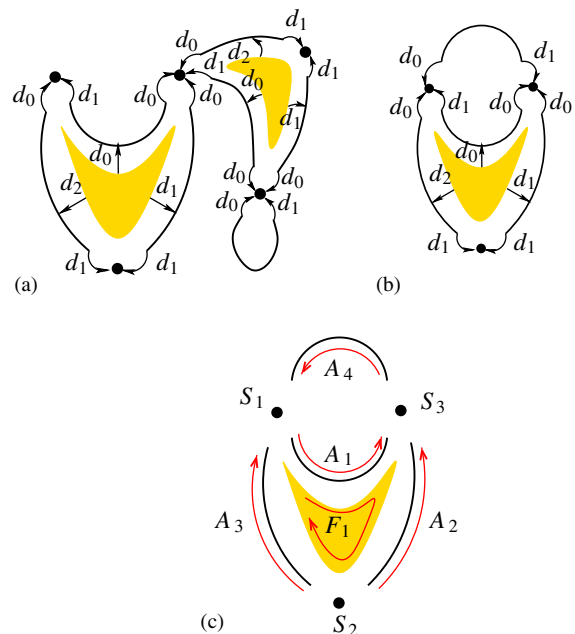 d₀ d₁ d₀ d₀
d₀ d₂ d₁
d₁ d₁
d₀ d₂ d₁
d₁ d₀ d₁
d₁
d₀ d₀
d₀ d₁
(a)
d₀ d₁
d₀ d₁ d₀ d₀
d₀
d₂ d₁
d₁ d₁
(b)
A₄
S₁ S₃
A₁
A₃ F₁ A₂
S₂
(c)